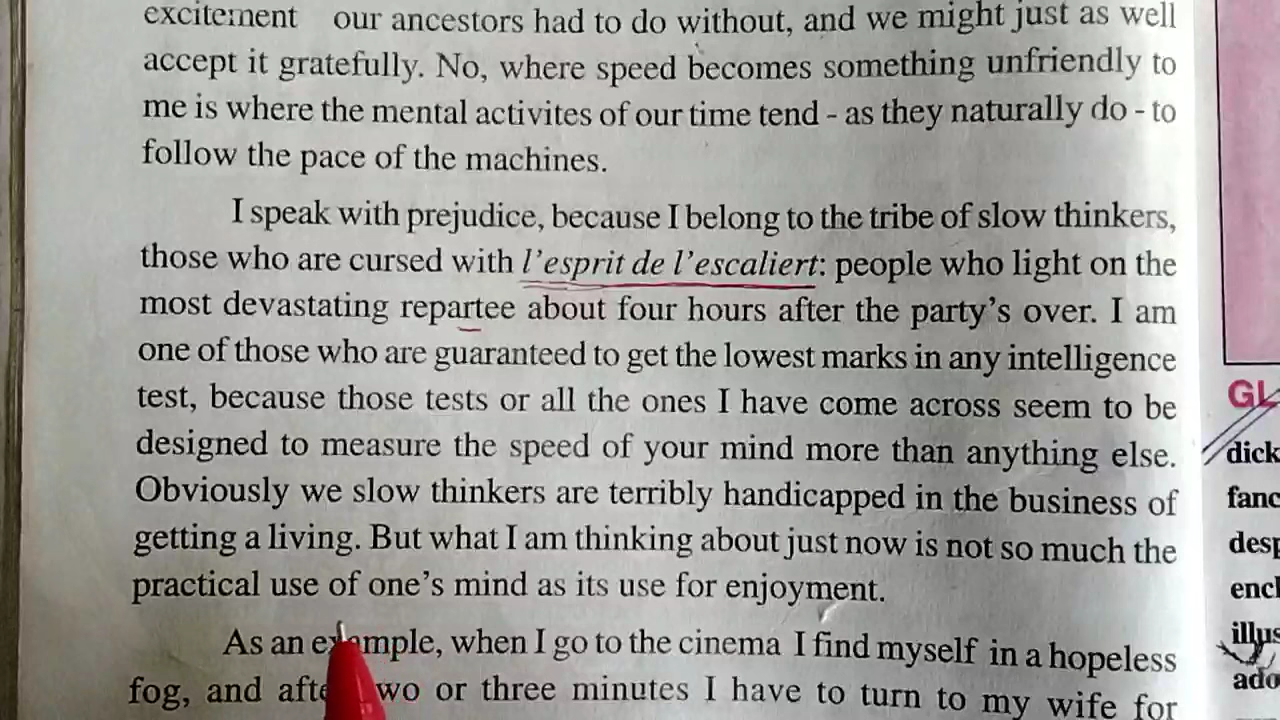 excitement our ancestors had to do without, and we might just as well
accept it gratefully. No, where speed becomes something unfriendly to
me is where the mental activites of our time tend - as they naturally do - to
follow the pace of the machines.
I speak with prejudice, because I belong to the tribe of slow thinkers,
those who are cursed with l'esprit de l'escaliert: people who light on the
most devastating repartee about four hours after the party's over. I am
one of those who are guaranteed to get the lowest marks in any intelligence
test, because those tests or all the ones I have come across seem to be
designed to measure the speed of your mind more than anything else.
Obviously we slow thinkers are terribly handicapped in the business of
getting a living. But what I am thinking about just now is not so much the
practical use of one's mind as its use for enjoyment.
As an example, when I go to the cinema I find myself in a hopeless
fog, and after two or three minutes I have to turn to my wife for
GL
dick
fanc
desp
encl
illus
ado